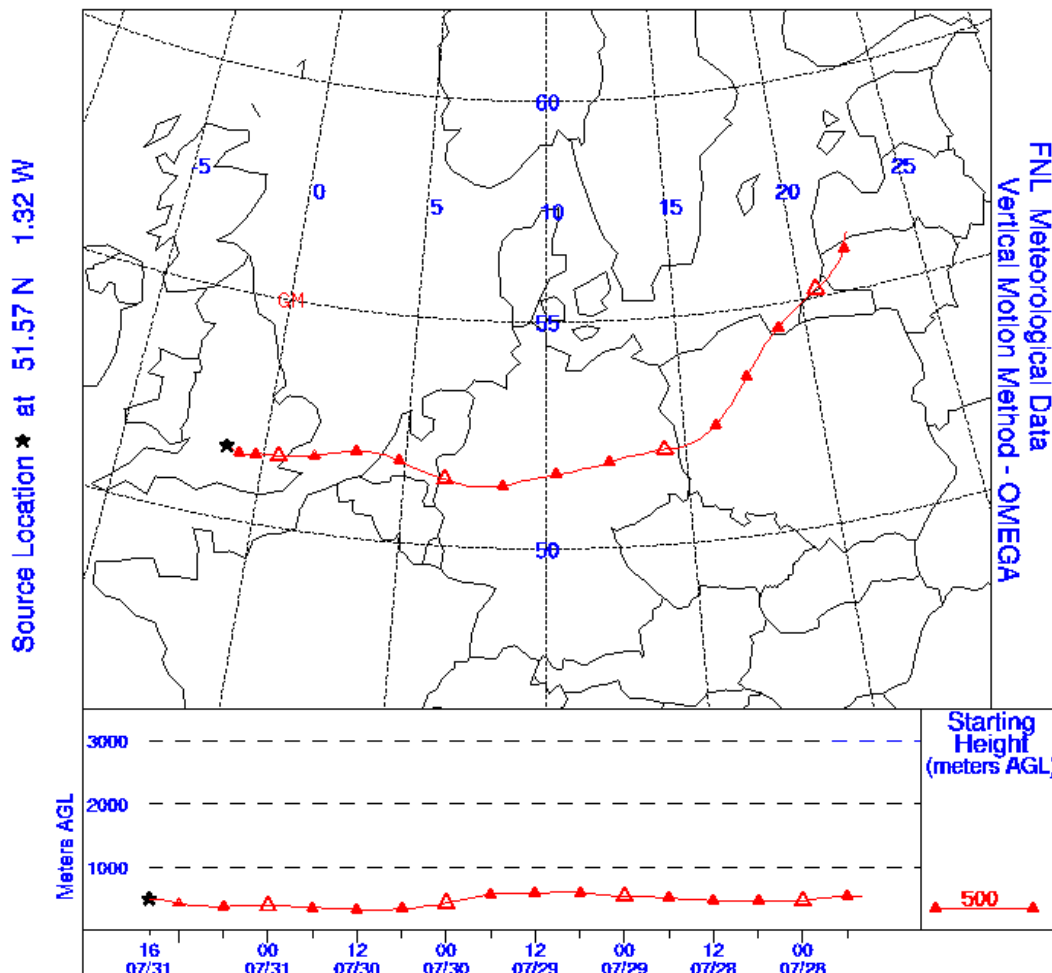 Source Location ★ at 51.57 N 1.32 W
FNL Meteorological Data
Vertical Motion Method - OMEGA
60
-5
0
5
10
15
20
25
GM
55
50
Meters AGL
3000
2000
1000
Starting
Height
(meters AGL)
500
16 00 12 00 12 00 12 00
07/31 07/31 07/30 07/30 07/29 07/29 07/28 07/28